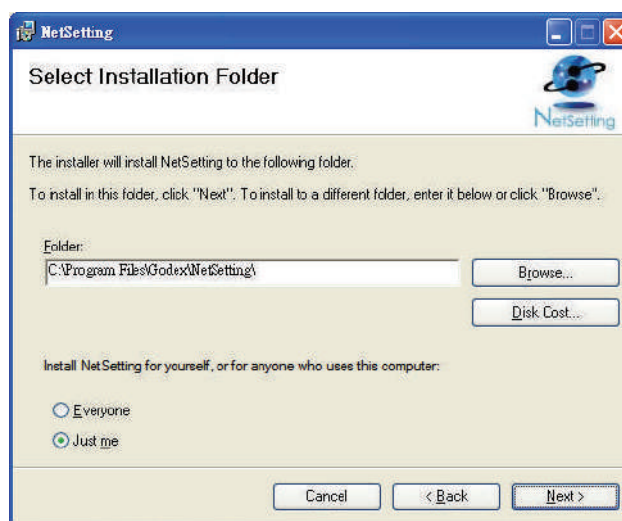 NetSetting
Select Installation Folder
NetSetting
The installer will install NetSetting to the following folder.
To install in this folder, click "Next". To install to a different folder, enter it below or click "Browse".
Folder:
C:\Program Files\Godex\NetSetting\
Browse...
Disk Cost...
Install NetSetting for yourself, or for anyone who uses this computer:
Everyone
Just me
Cancel
< Back
Next >